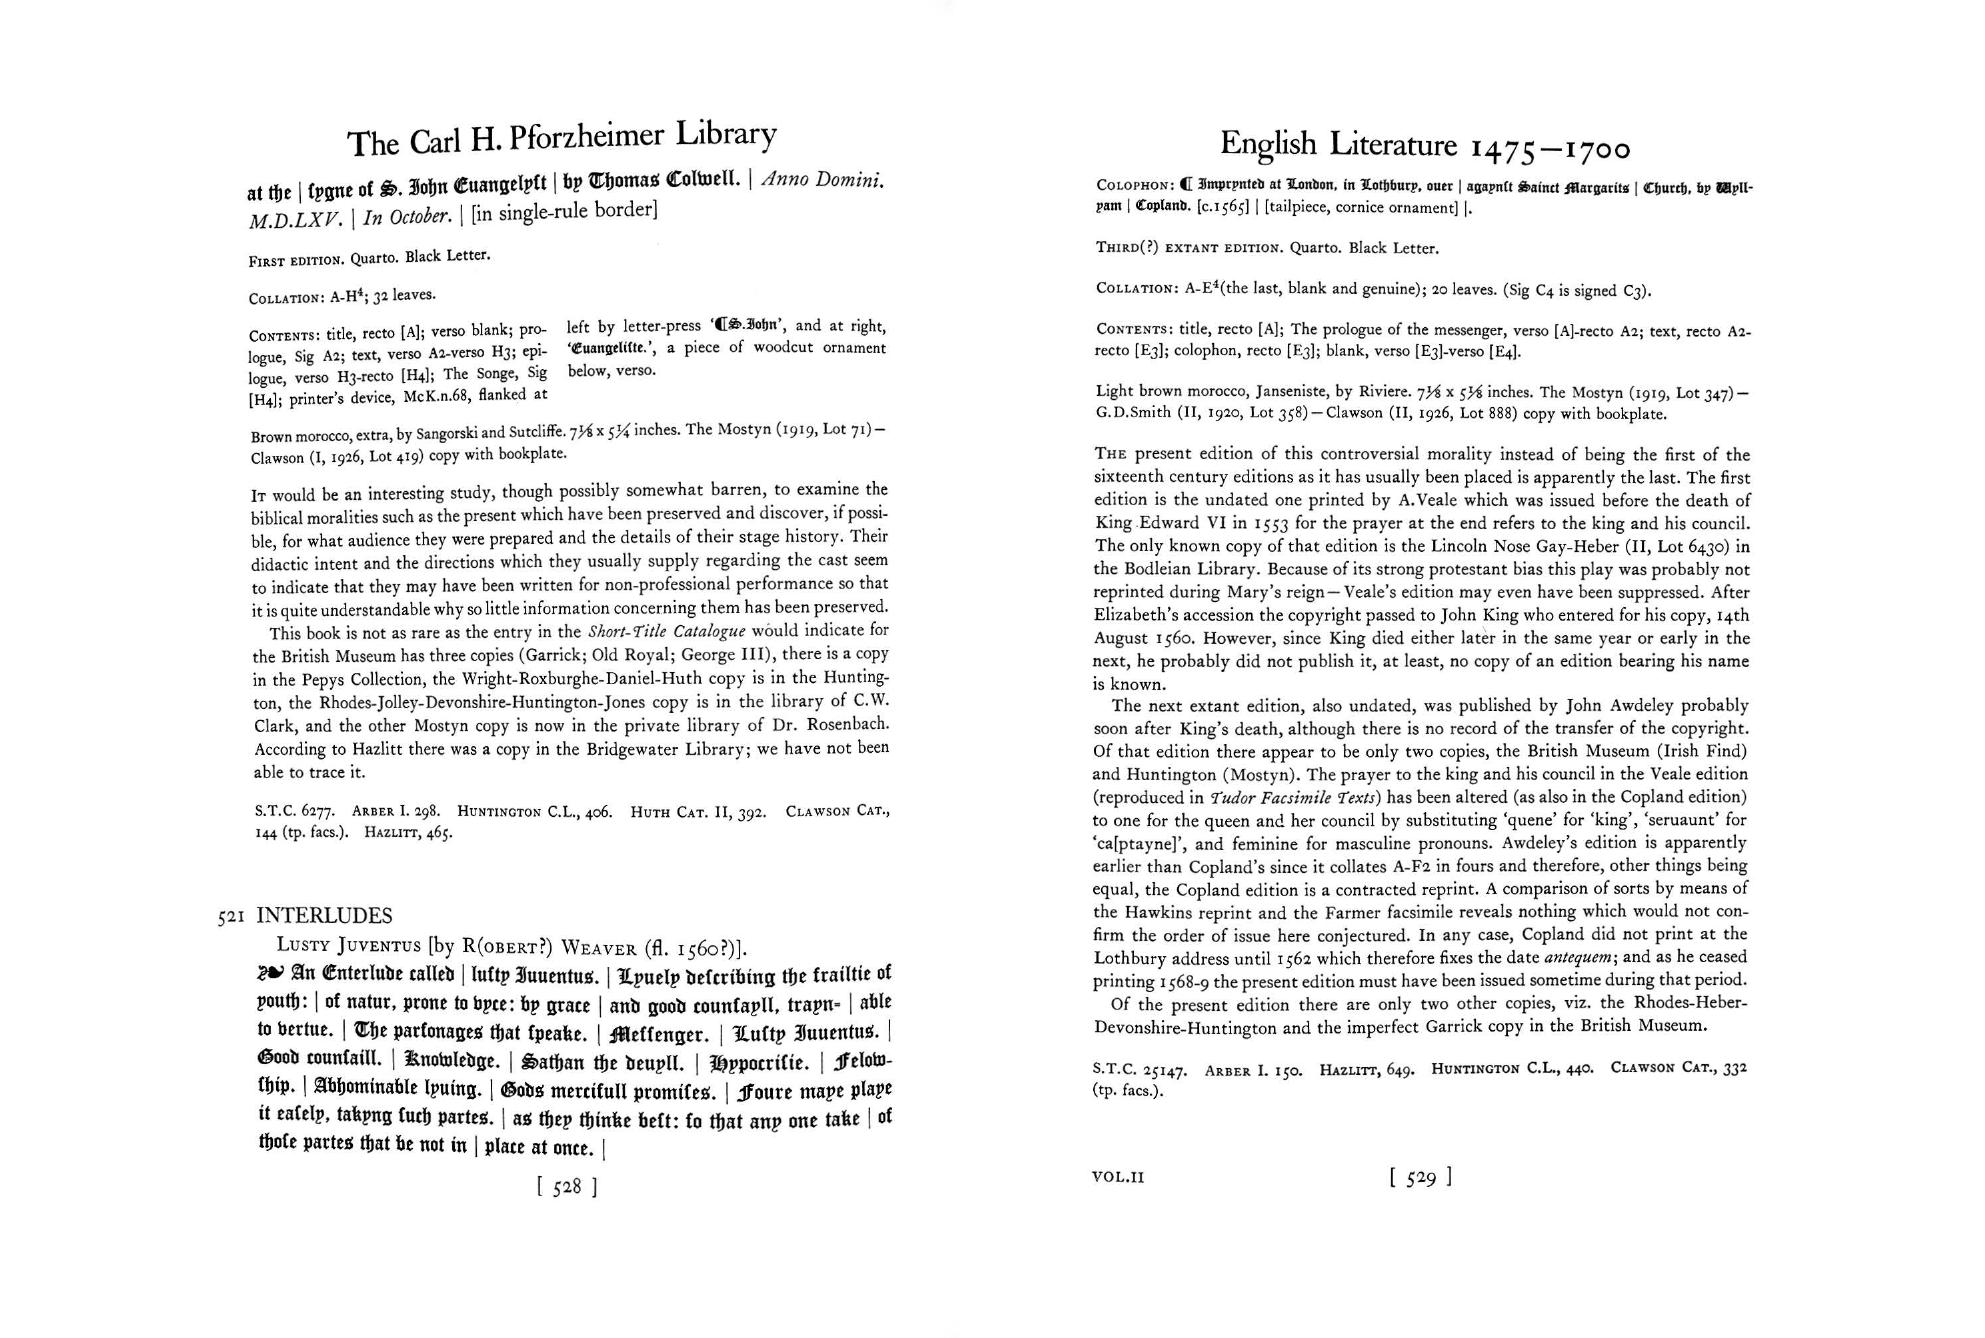 The Carl H. Pforzheimer Library
at the | ſygne of S. John Euangelyſt | by Thomas Colwell. | Anno Domini.
M.D.LXV. | In October. | [in single-rule border]
First edition. Quarto. Black Letter.
Collation: A-H⁴; 32 leaves.
Contents: title, recto [A]; verso blank; pro-
logue, Sig A2; text, verso A2-verso H3; epi-
logue, verso H3-recto [H4]; The Songe, Sig
[H4]; printer's device, McK.n.68, flanked at
left by letter-press '¶S.John', and at right,
'Euangeliſte.', a piece of woodcut ornament
below, verso.
Brown morocco, extra, by Sangorski and Sutcliffe. 7⅛ x 5¼ inches. The Mostyn (1919, Lot 71)—
Clawson (I, 1926, Lot 419) copy with bookplate.
It would be an interesting study, though possibly somewhat barren, to examine the
biblical moralities such as the present which have been preserved and discover, if possi-
ble, for what audience they were prepared and the details of their stage history. Their
didactic intent and the directions which they usually supply regarding the cast seem
to indicate that they may have been written for non-professional performance so that
it is quite understandable why so little information concerning them has been preserved.
This book is not as rare as the entry in the Short-Title Catalogue would indicate for
the British Museum has three copies (Garrick; Old Royal; George III), there is a copy
in the Pepys Collection, the Wright-Roxburghe-Daniel-Huth copy is in the Hunting-
ton, the Rhodes-Jolley-Devonshire-Huntington-Jones copy is in the library of C.W.
Clark, and the other Mostyn copy is now in the private library of Dr. Rosenbach.
According to Hazlitt there was a copy in the Bridgewater Library; we have not been
able to trace it.
S.T.C. 6277. Arber I. 298. Huntington C.L., 406. Huth Cat. II, 392. Clawson Cat.,
144 (tp. facs.). Hazlitt, 465.
521 INTERLUDES
Lusty Juventus [by R(obert?) Weaver (fl. 1560?)].
❧ An Enterlude called | luſty Juuentus. | Lyuely deſcribing the frailtie of
youth: | of natur, prone to vyce: by grace | and good counſayll, trayn- | able
to vertue. | The parſonages that ſpeake. | Meſſenger. | Luſty Juuentus. |
Good counſaill. | Knowledge. | Sathan the deuyll. | Hypocriſie. | Felow-
ſhip. | Abhominable lyuing. | Gods mercifull promiſes. | Foure maye playe
it eaſely, takyng ſuch partes. | as they thinke beſt: ſo that any one take | of
thoſe partes that be not in | place at once. |
[ 528 ]
English Literature 1475—1700
Colophon: ¶ Imprynted at London, in Lothbury, ouer | agaynſt Sainct Margarits | Church, by Wyll-
yam | Copland. [c.1565] | [tailpiece, cornice ornament] |.
Third(?) extant edition. Quarto. Black Letter.
Collation: A-E⁴(the last, blank and genuine); 20 leaves. (Sig C4 is signed C3).
Contents: title, recto [A]; The prologue of the messenger, verso [A]-recto A2; text, recto A2-
recto [E3]; colophon, recto [E3]; blank, verso [E3]-verso [E4].
Light brown morocco, Janseniste, by Riviere. 7⅛ x 5⅛ inches. The Mostyn (1919, Lot 347)—
G.D.Smith (II, 1920, Lot 358)—Clawson (II, 1926, Lot 888) copy with bookplate.
The present edition of this controversial morality instead of being the first of the
sixteenth century editions as it has usually been placed is apparently the last. The first
edition is the undated one printed by A.Veale which was issued before the death of
King Edward VI in 1553 for the prayer at the end refers to the king and his council.
The only known copy of that edition is the Lincoln Nose Gay-Heber (II, Lot 6430) in
the Bodleian Library. Because of its strong protestant bias this play was probably not
reprinted during Mary's reign—Veale's edition may even have been suppressed. After
Elizabeth's accession the copyright passed to John King who entered for his copy, 14th
August 1560. However, since King died either later in the same year or early in the
next, he probably did not publish it, at least, no copy of an edition bearing his name
is known.
The next extant edition, also undated, was published by John Awdeley probably
soon after King's death, although there is no record of the transfer of the copyright.
Of that edition there appear to be only two copies, the British Museum (Irish Find)
and Huntington (Mostyn). The prayer to the king and his council in the Veale edition
(reproduced in Tudor Facsimile Texts) has been altered (as also in the Copland edition)
to one for the queen and her council by substituting 'quene' for 'king', 'seruaunt' for
'ca[ptayne]', and feminine for masculine pronouns. Awdeley's edition is apparently
earlier than Copland's since it collates A-F2 in fours and therefore, other things being
equal, the Copland edition is a contracted reprint. A comparison of sorts by means of
the Hawkins reprint and the Farmer facsimile reveals nothing which would not con-
firm the order of issue here conjectured. In any case, Copland did not print at the
Lothbury address until 1562 which therefore fixes the date antequem; and as he ceased
printing 1568-9 the present edition must have been issued sometime during that period.
Of the present edition there are only two other copies, viz. the Rhodes-Heber-
Devonshire-Huntington and the imperfect Garrick copy in the British Museum.
S.T.C. 25147. Arber I. 150. Hazlitt, 649. Huntington C.L., 440. Clawson Cat., 332
(tp. facs.).
VOL.II
[ 529 ]